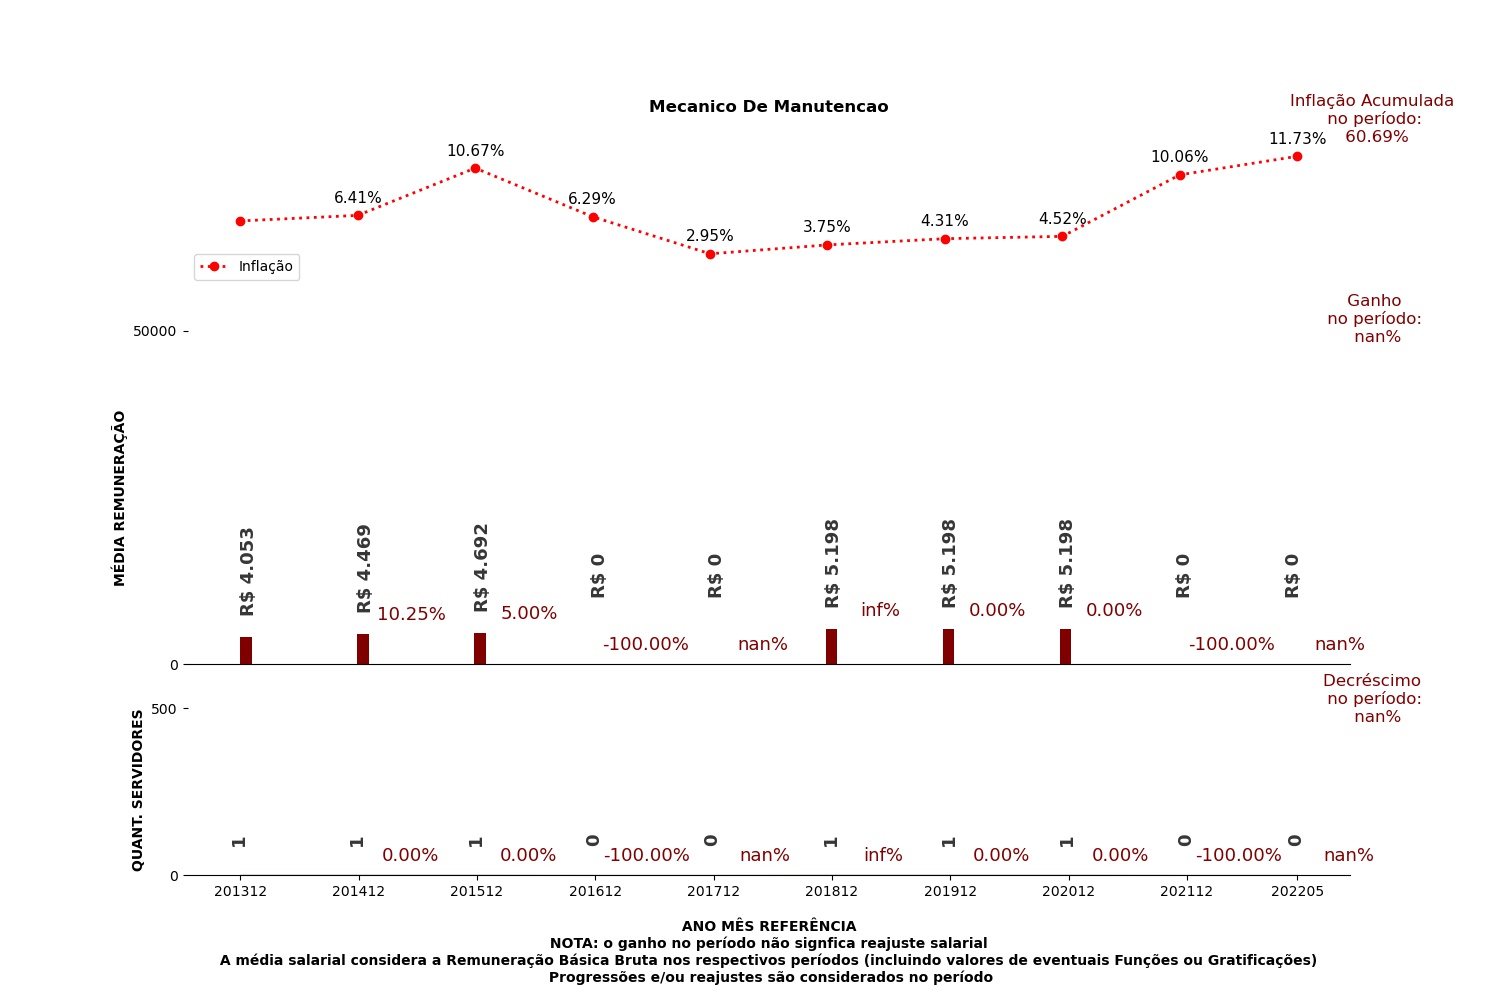 Mecanico De Manutencao
Inflação Acumulada
no período:
60.69%
6.41%
10.67%
6.29%
2.95%
3.75%
4.31%
4.52%
10.06%
11.73%
Inflação
Ganho
no período:
nan%
50000
0
MÉDIA REMUNERAÇÃO
R$ 4.053
R$ 4.469
R$ 4.692
R$ 0
R$ 0
R$ 5.198
R$ 5.198
R$ 5.198
R$ 0
R$ 0
10.25%
5.00%
-100.00%
nan%
inf%
0.00%
0.00%
-100.00%
nan%
Decréscimo
no período:
nan%
500
0
QUANT. SERVIDORES
1
1
1
0
0
1
1
1
0
0
0.00%
0.00%
-100.00%
nan%
inf%
0.00%
0.00%
-100.00%
nan%
201312
201412
201512
201612
201712
201812
201912
202012
202112
202205
ANO MÊS REFERÊNCIA
NOTA: o ganho no período não signfica reajuste salarial
A média salarial considera a Remuneração Básica Bruta nos respectivos períodos (incluindo valores de eventuais Funções ou Gratificações)
Progressões e/ou reajustes são considerados no período